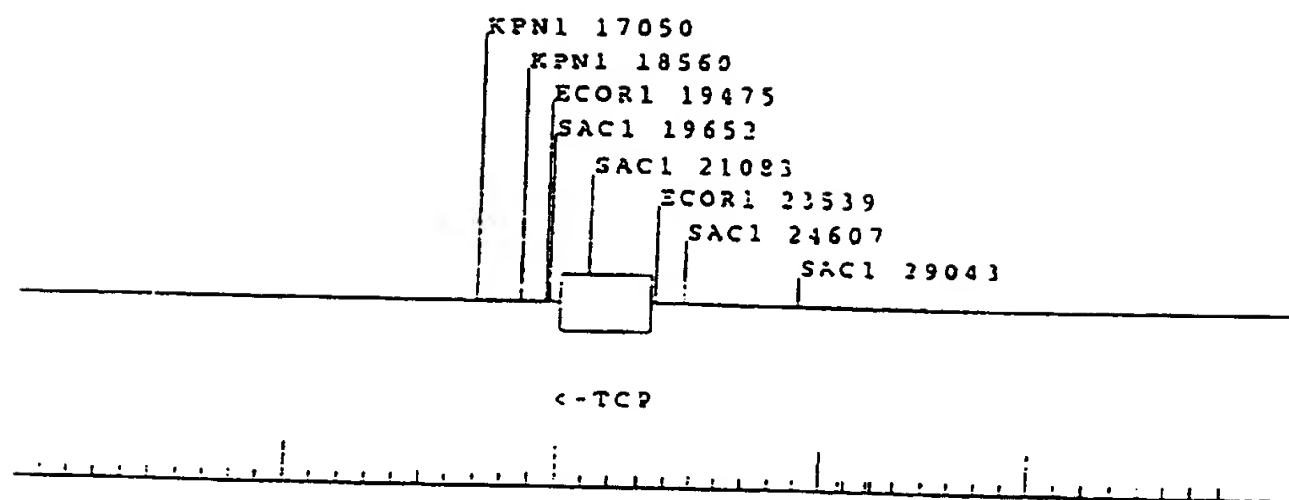 KPN1 17050
KPN1 18560
ECOR1 19475
SAC1 19652
SAC1 21083
ECOR1 23539
SAC1 24607
SAC1 29043
<-TCP